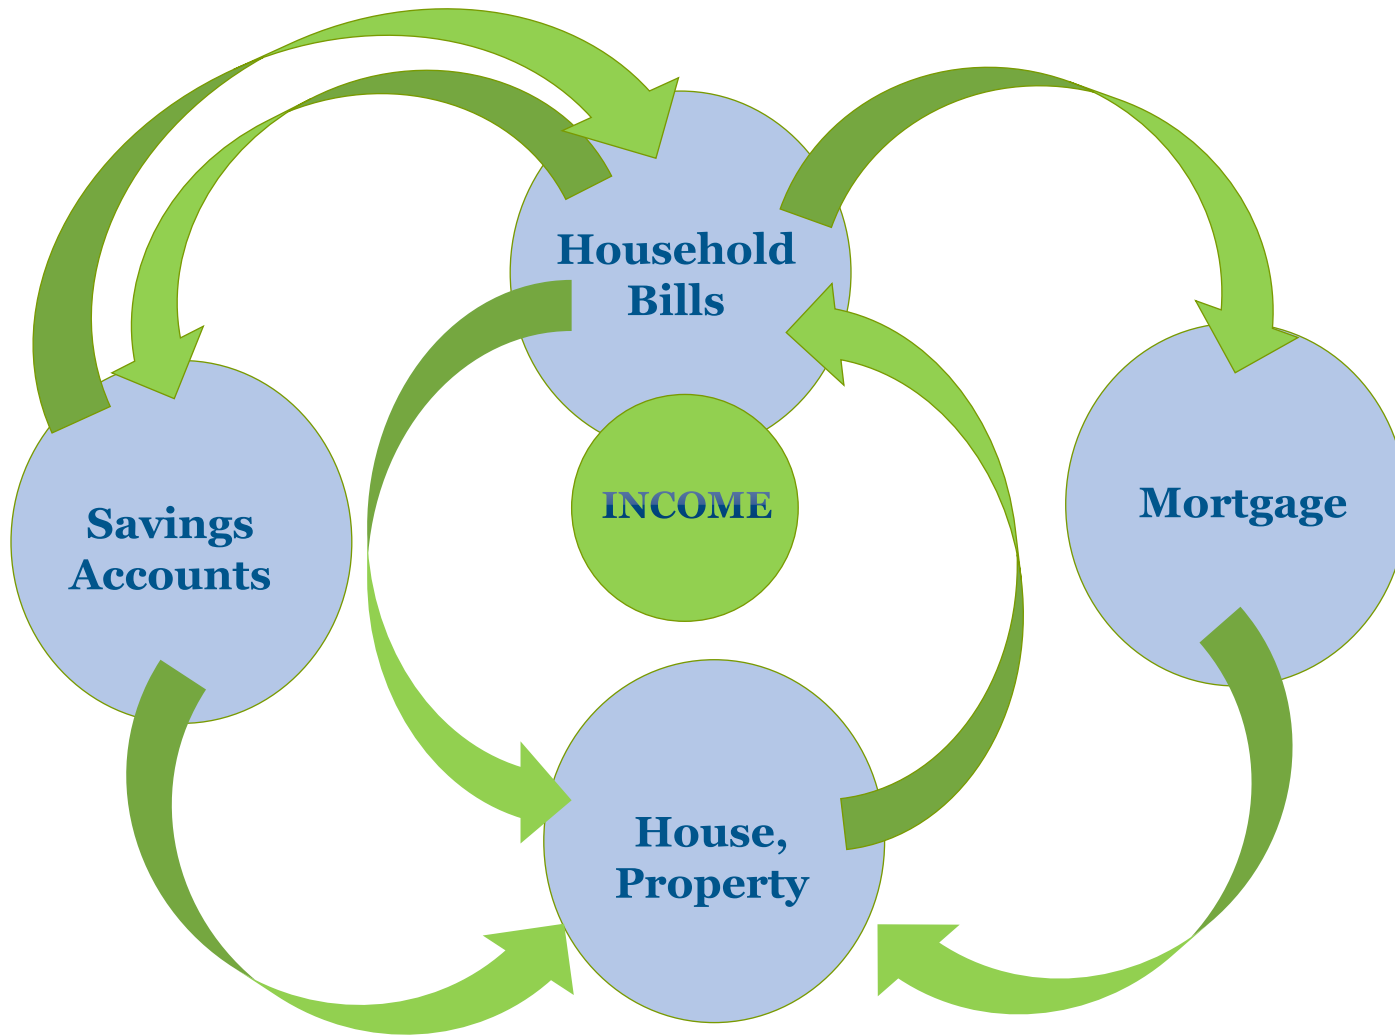 Household
Bills
INCOME
Savings
Accounts
Mortgage
House,
Property